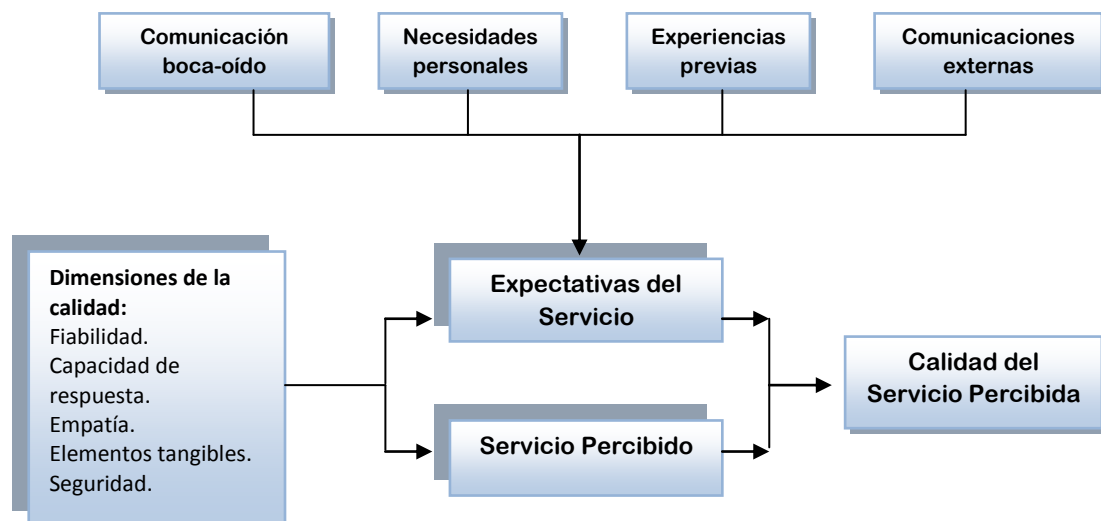 Comunicación
boca-oído
Necesidades
personales
Experiencias
previas
Comunicaciones
externas
Dimensiones de la
calidad:
Fiabilidad.
Capacidad de
respuesta.
Empatía.
Elementos tangibles.
Seguridad.
Expectativas del
Servicio
Servicio Percibido
Calidad del
Servicio Percibida